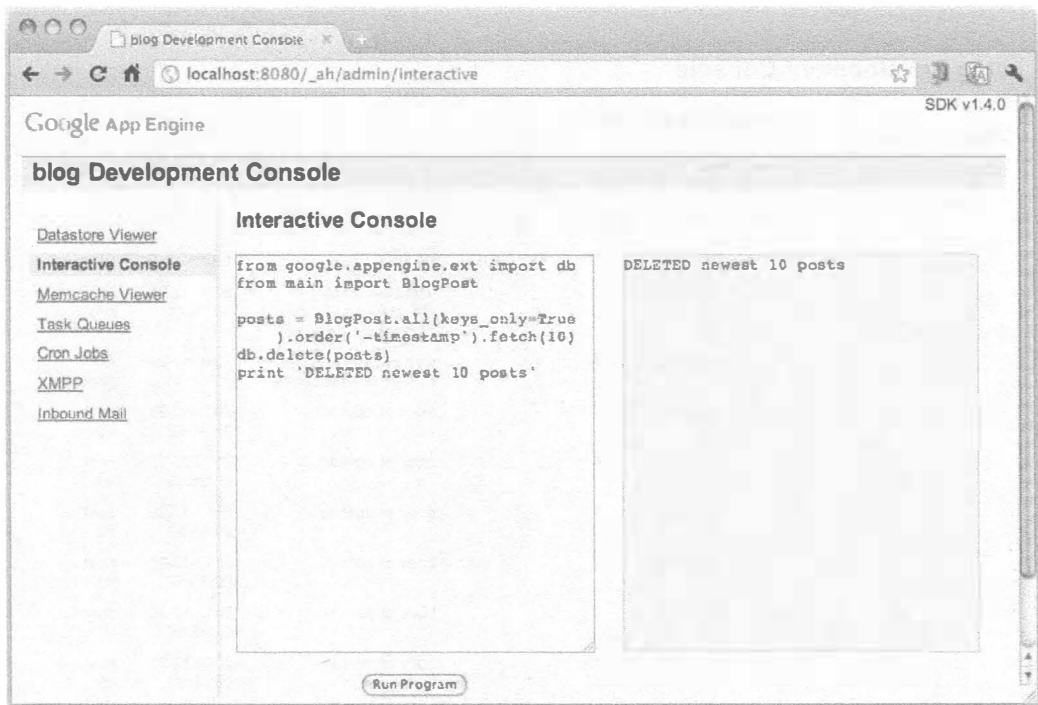 blog Development Console - ×
localhost:8080/_ah/admin/interactive
SDK v1.4.0
Google App Engine
blog Development Console
Datastore Viewer
Interactive Console
Memcache Viewer
Task Queues
Cron Jobs
XMPP
Inbound Mail
Interactive Console
from google.appengine.ext import db
from main import BlogPost
posts = BlogPost.all(keys_only=True
    ).order('-timestamp').fetch(10)
db.delete(posts)
print 'DELETED newest 10 posts'
DELETED newest 10 posts
Run Program